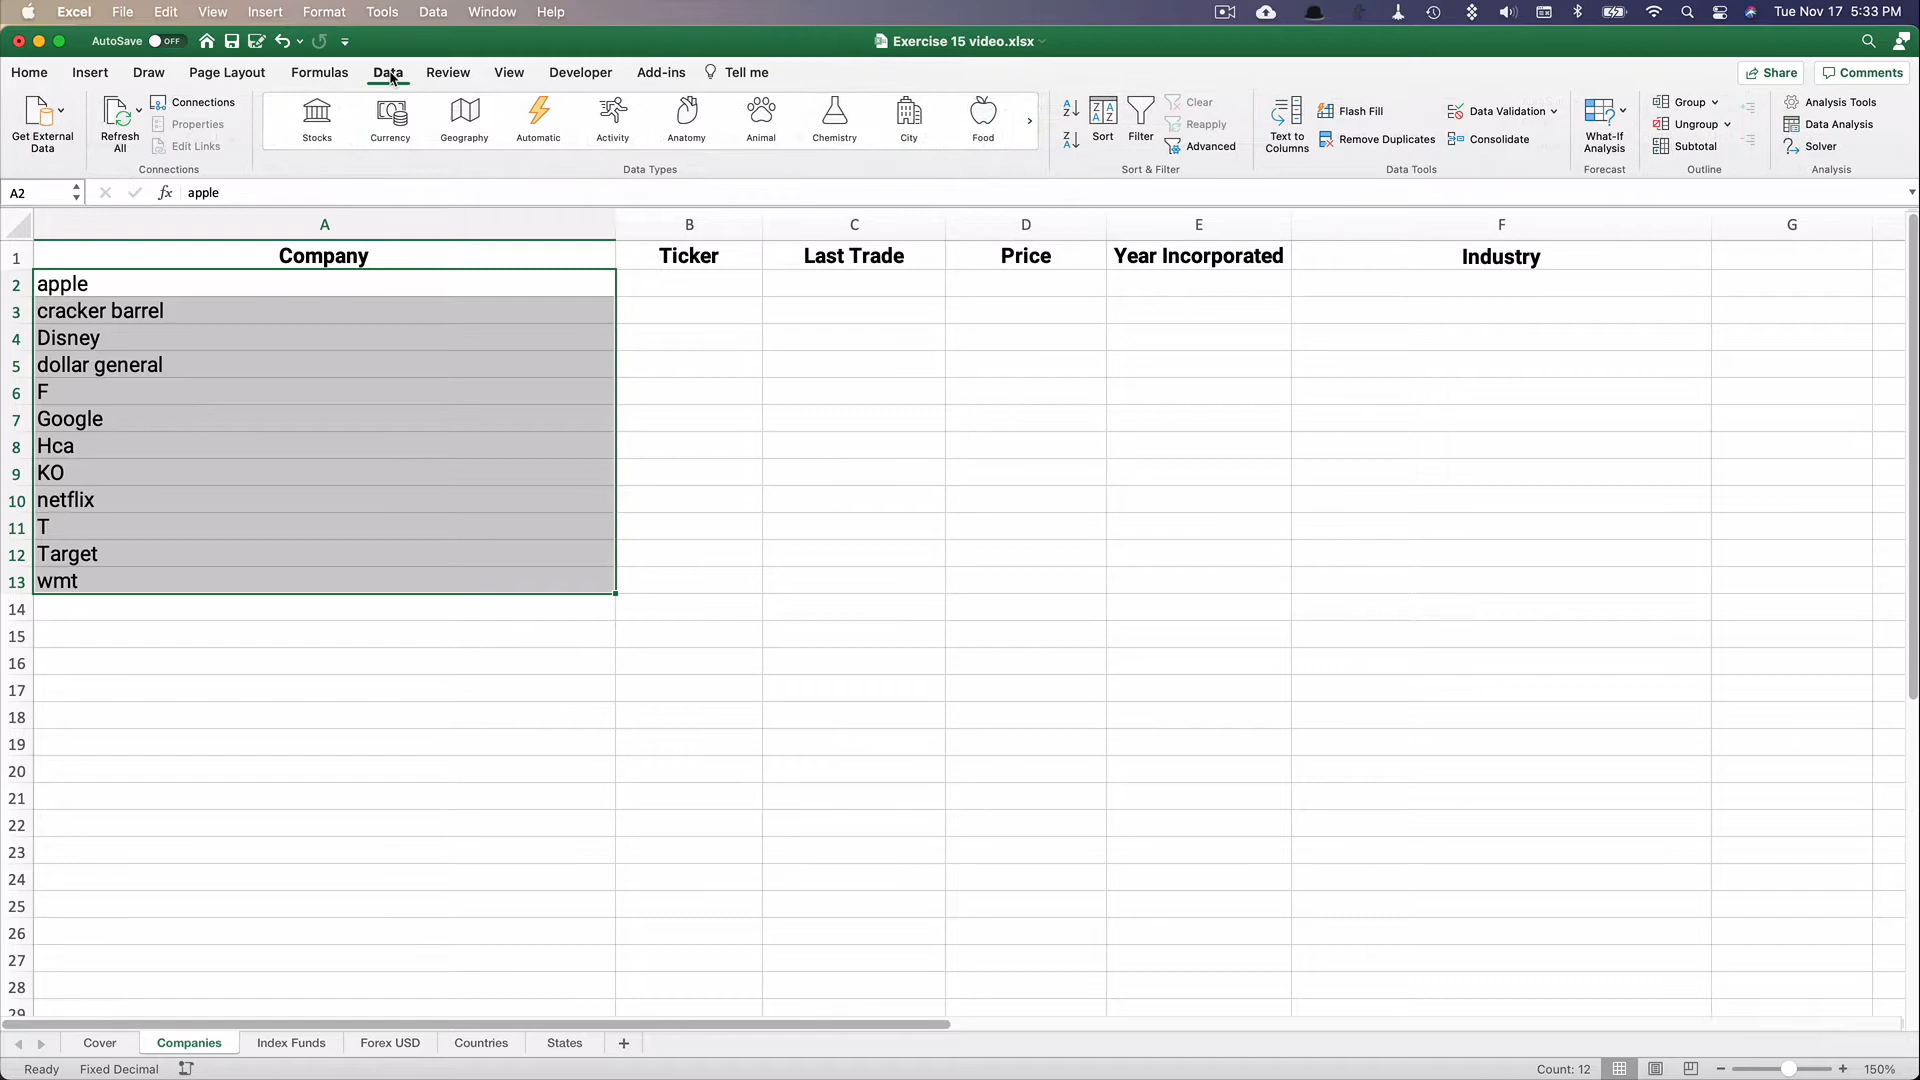 Excel File Edit View Insert Format Tools Data Window Help Tue Nov 17 5:33 PM
AutoSave OFF Exercise 15 video.xlsx
Home Insert Draw Page Layout Formulas Data Review View Developer Add-ins Tell me Share Comments
Get External Data
Refresh All
Connections
Properties
Edit Links
Connections
Stocks Currency Geography Automatic Activity Anatomy Animal Chemistry City Food
Data Types
Sort Filter
Clear
Reapply
Advanced
Sort & Filter
Text to Columns
Flash Fill
Remove Duplicates
Data Validation
Consolidate
Data Tools
What-If Analysis
Forecast
Group
Ungroup
Subtotal
Outline
Analysis Tools
Data Analysis
Solver
Analysis
A2 fx apple
A B C D E F G
1 Company Ticker Last Trade Price Year Incorporated Industry
2 apple
3 cracker barrel
4 Disney
5 dollar general
6 F
7 Google
8 Hca
9 KO
10 netflix
11 T
12 Target
13 wmt
14
15
16
17
18
19
20
21
22
23
24
25
26
27
28
29
Cover Companies Index Funds Forex USD Countries States +
Ready Fixed Decimal Count: 12 150%